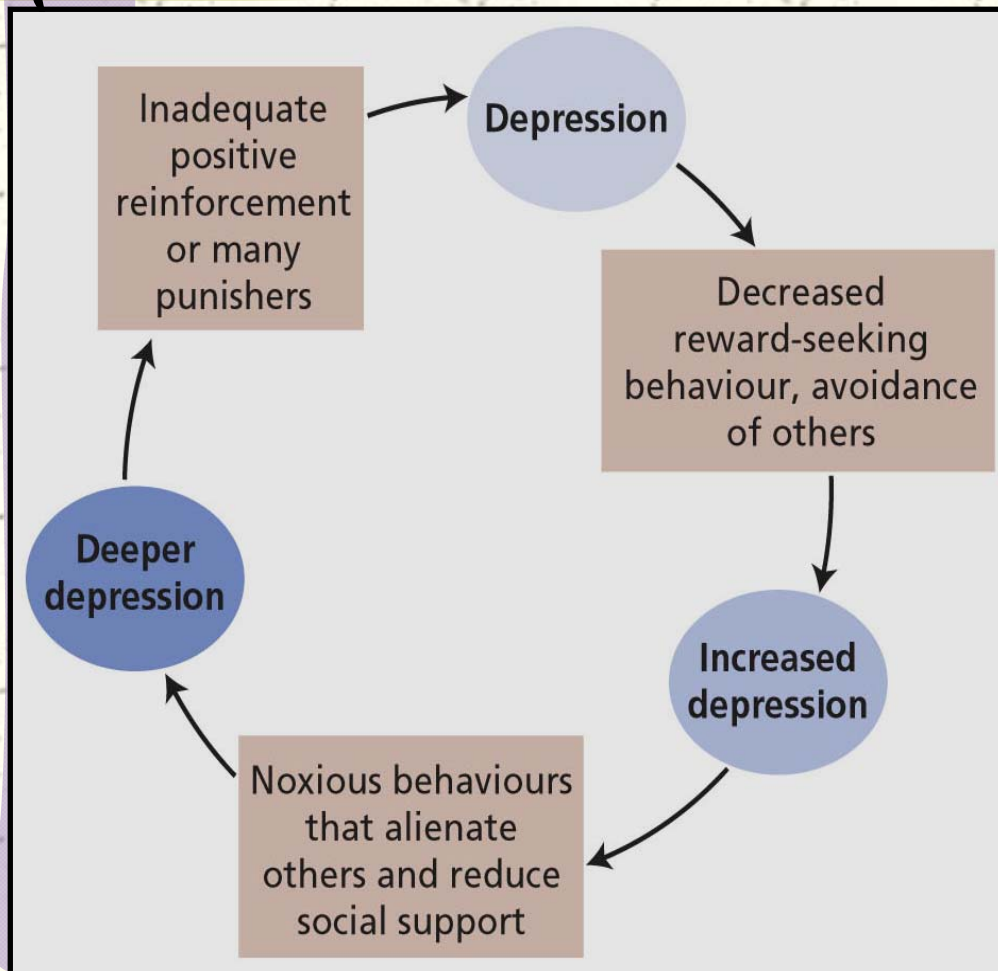 Inadequate
positive
reinforcement
or many
punishers
Depression
Decreased
reward-seeking
behaviour, avoidance
of others
Increased
depression
Noxious behaviours
that alienate
others and reduce
social support
Deeper
depression